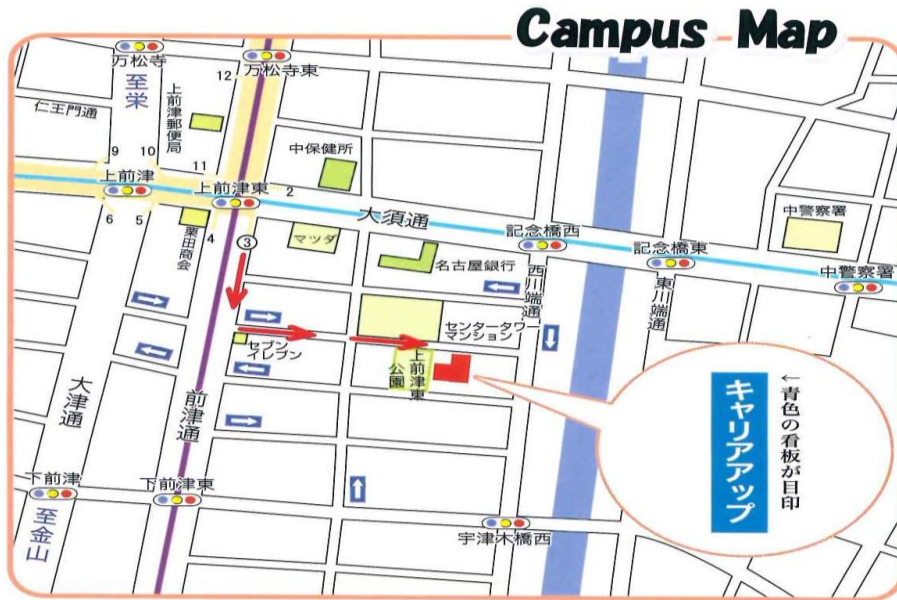 Campus Map
万松寺
至栄
万松寺東
12
上前津
郵便局
仁王門通
中保健所
9
10
11
2
上前津
上前津東
6
5
4
③
栗田商会
大須通
マツダ
名古屋銀行
記念橋西
記念橋東
中警察署
中警察署
西川端通
東川端通
センタータワー
マンション
セブン
イレブン
上前津東
公園
大津通
前津通
下前津
至金山
下前津東
宇津木橋西
←青色の看板が目印
キャリアアップ